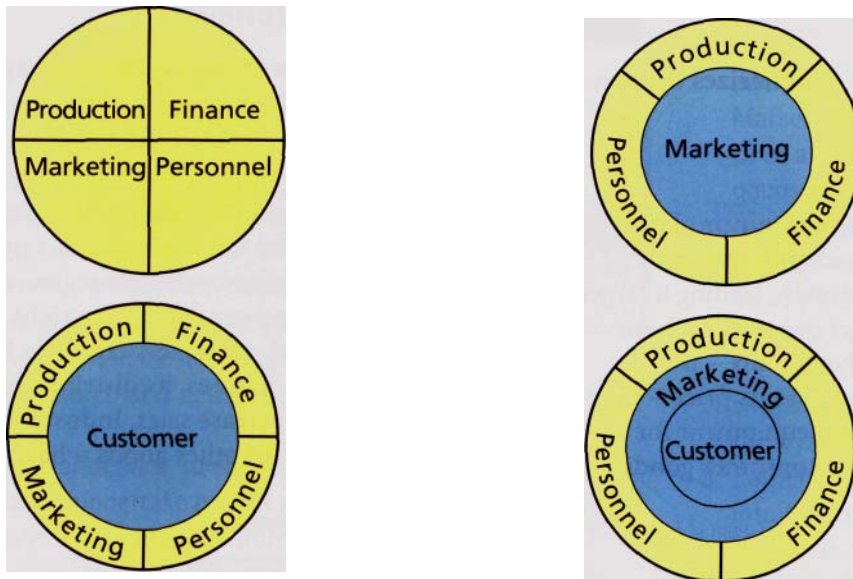 Production Finance
Marketing Personnel
Production
Marketing
Personnel
Finance
Production
Finance
Customer
Marketing
Personnel
Production
Marketing
Customer
Personnel
Finance